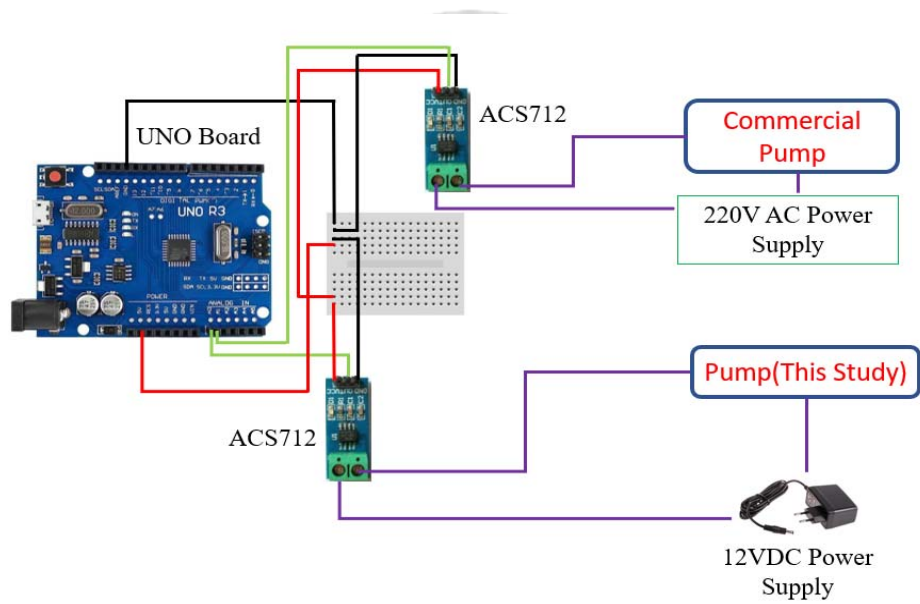 UNO Board
ACS712
Commercial
Pump
220V AC Power
Supply
UNO R3
POWER
ANALOG IN
Pump(This Study)
ACS712
12VDC Power
Supply